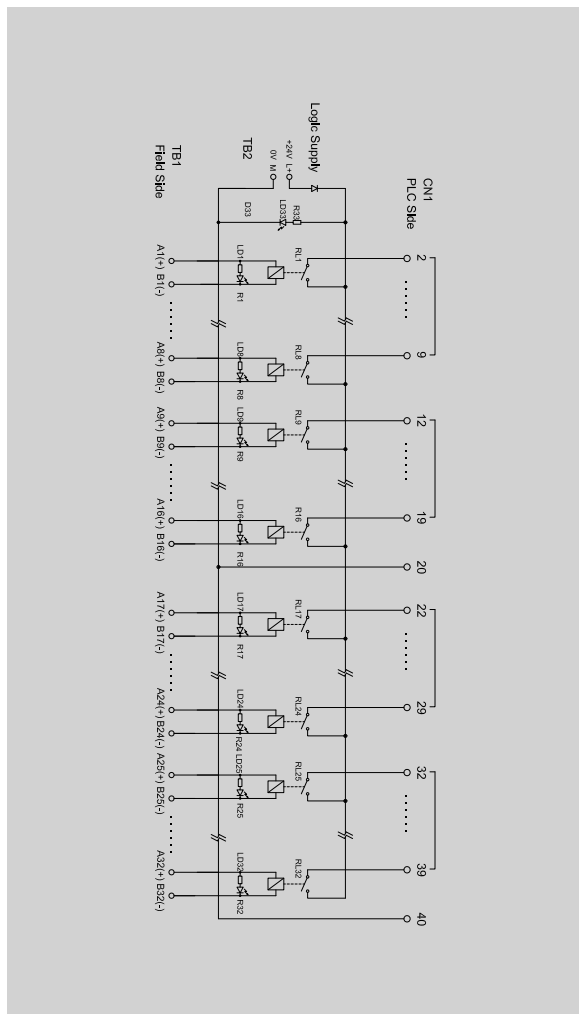 CN1
PLC Side
2
9
12
19
20
22
29
32
39
40
Logic Supply
+24V L+
0V M
TB2
R33
LD33
D33
RL1
RL8
RL9
R16
RL17
RL24
RL25
RL32
LD1
R1
LD8
R8
LD9
R9
LD16
R16
LD17
R17
LD24
R24
LD25
R25
LD32
R32
TB1
Field Side
A1(+) B1(-)
A8(+) B8(-)
A9(+) B9(-)
A16(+) B16(-)
A17(+) B17(-)
A24(+) B24(-)
A25(+) B25(-)
A32(+) B32(-)